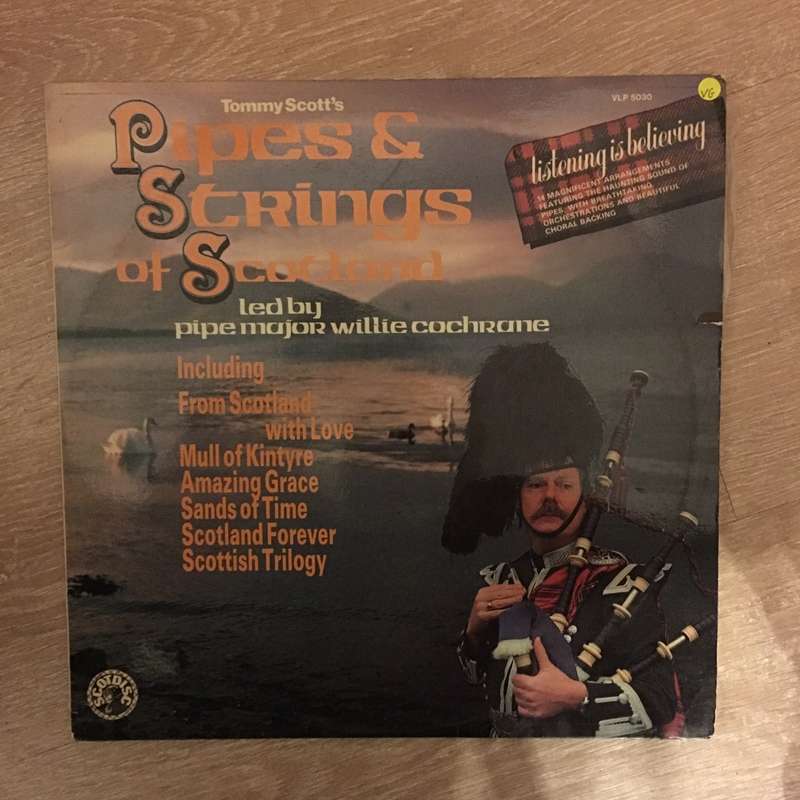 Tommy Scott's
VLP 5030
VG
Pipes &
Strings
of Scotland
listening is believing
14 MAGNIFICENT ARRANGEMENTS
FEATURING THE HAUNTING SOUND OF
PIPES WITH BREATHTAKING
ORCHESTRATIONS AND BEAUTIFUL
CHORAL BACKING
led by
pipe major willie cochrane
Including
From Scotland
with Love
Mull of Kintyre
Amazing Grace
Sands of Time
Scotland Forever
Scottish Trilogy
SCOTDISC